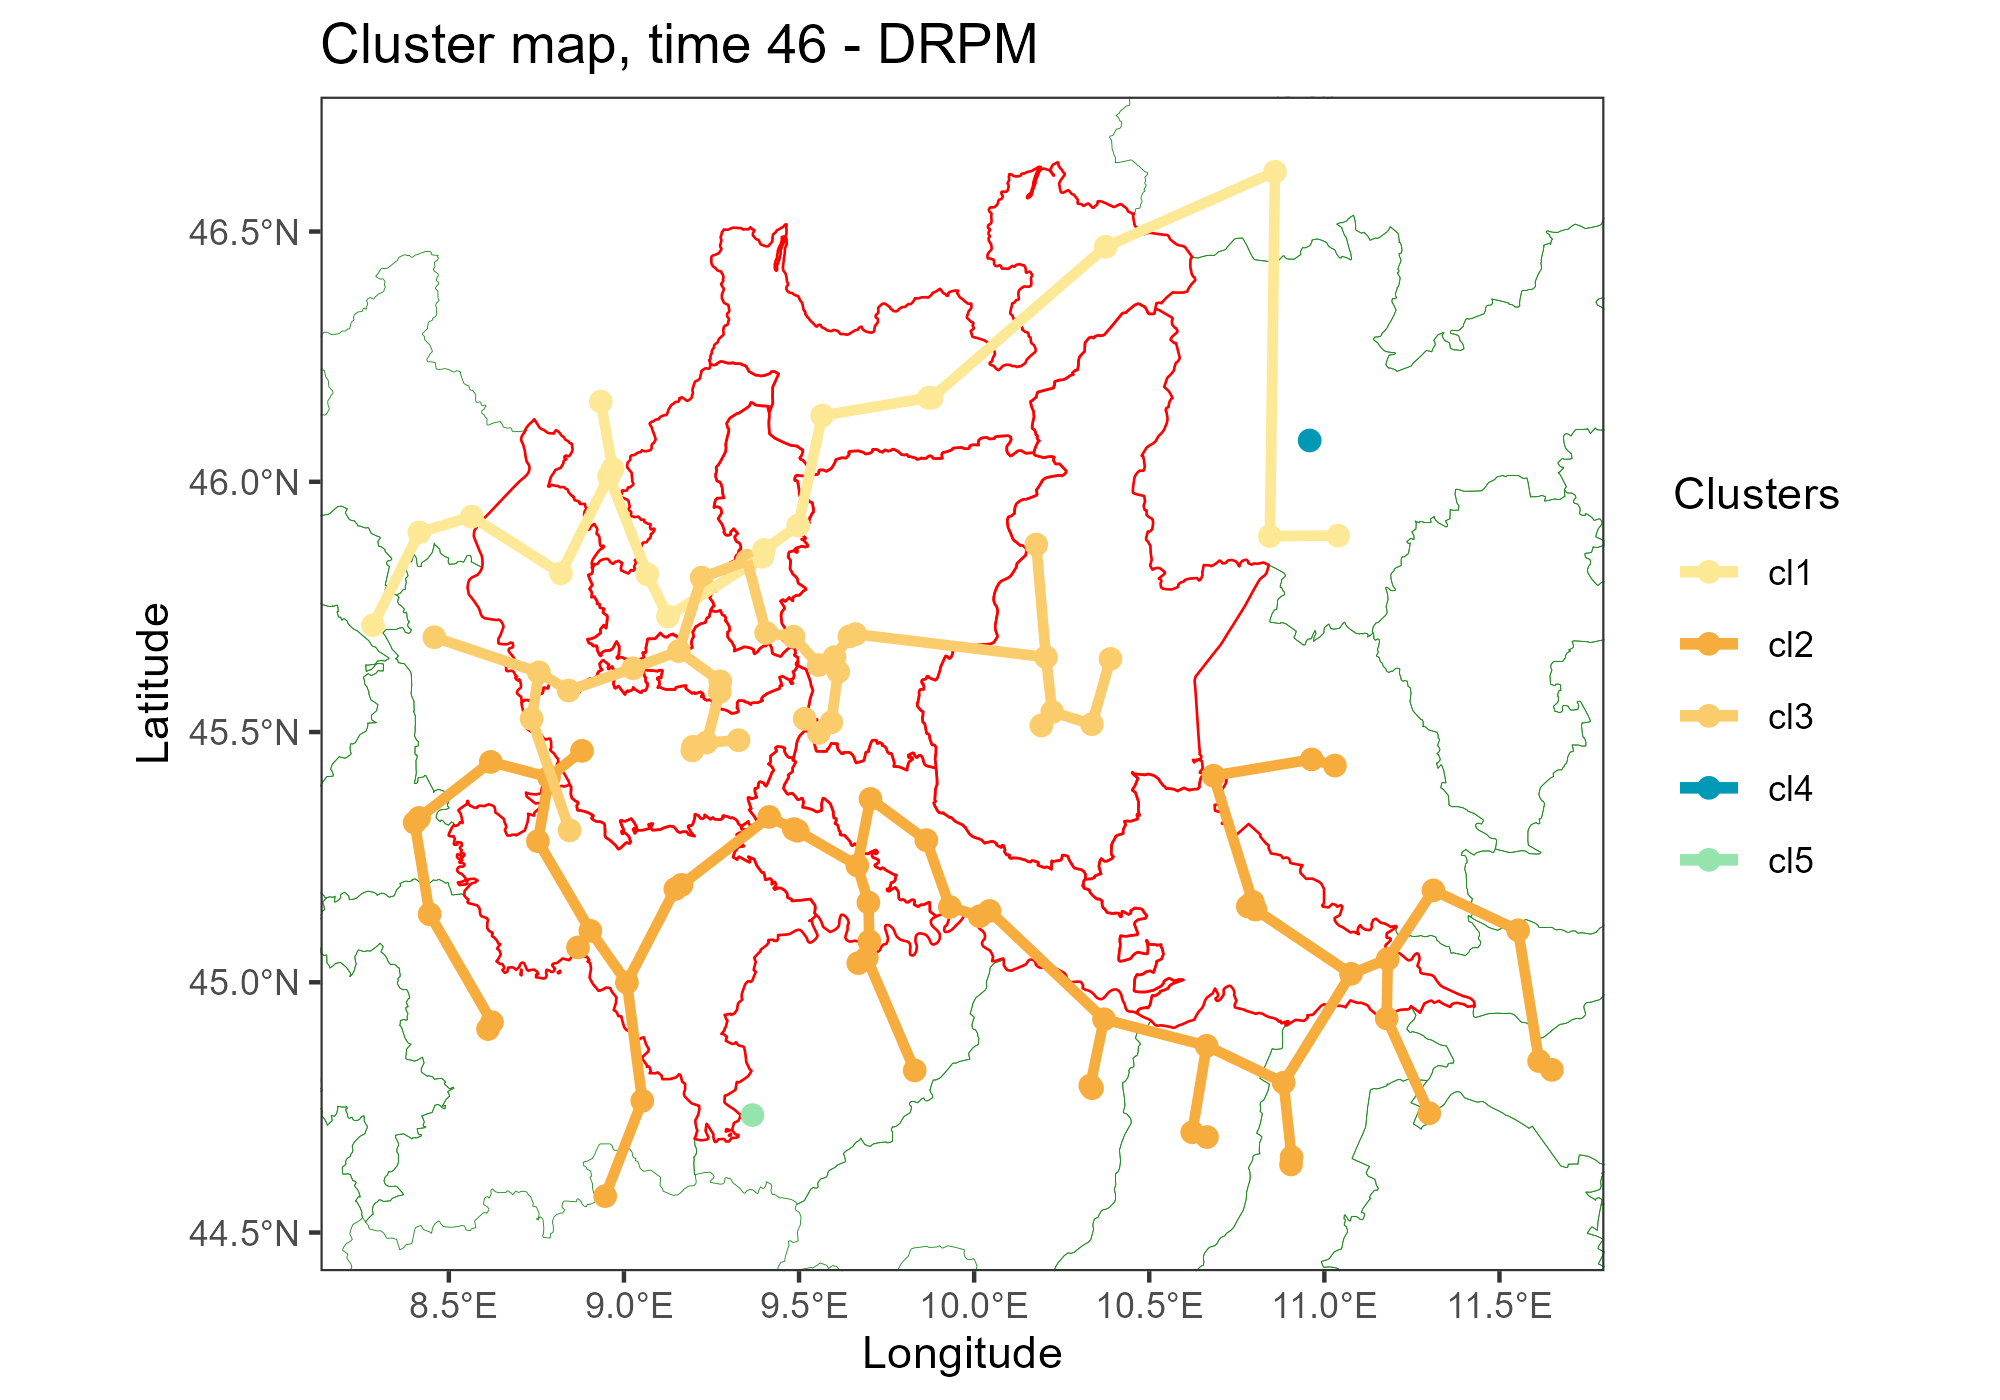 Cluster map, time 46 - DRPM
46.5°N
46.0°N
45.5°N
45.0°N
44.5°N
Latitude
8.5°E 9.0°E 9.5°E 10.0°E 10.5°E 11.0°E 11.5°E
Longitude
Clusters
cl1
cl2
cl3
cl4
cl5